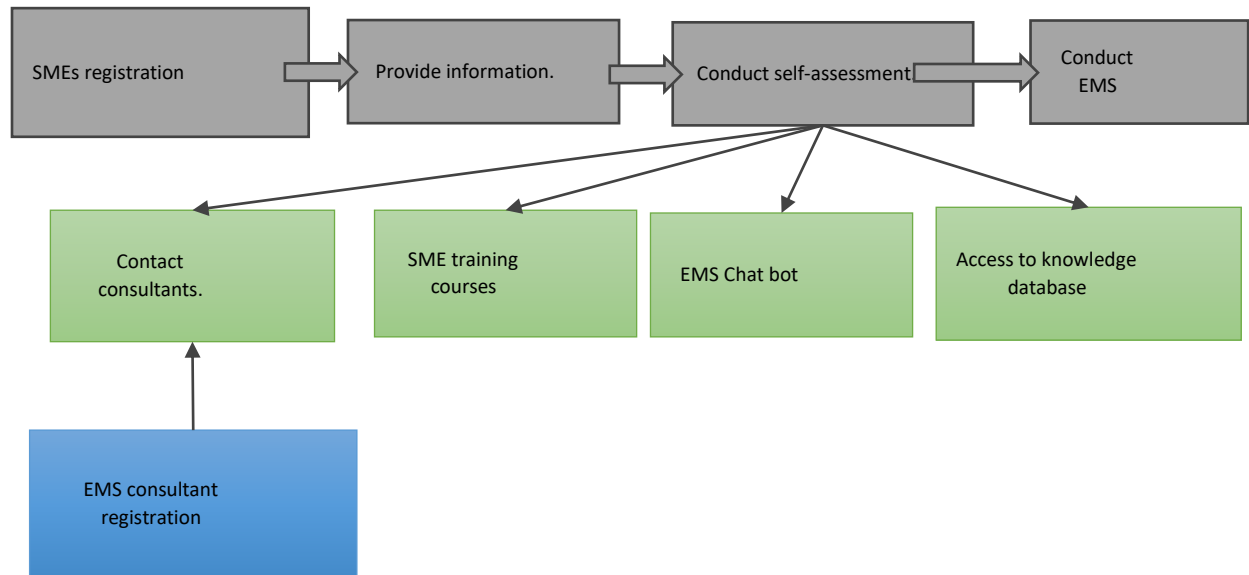 SMEs registration
Provide information.
Conduct self-assessment.
Conduct
EMS
Contact
consultants.
SME training
courses
EMS Chat bot
Access to knowledge
database
EMS consultant
registration